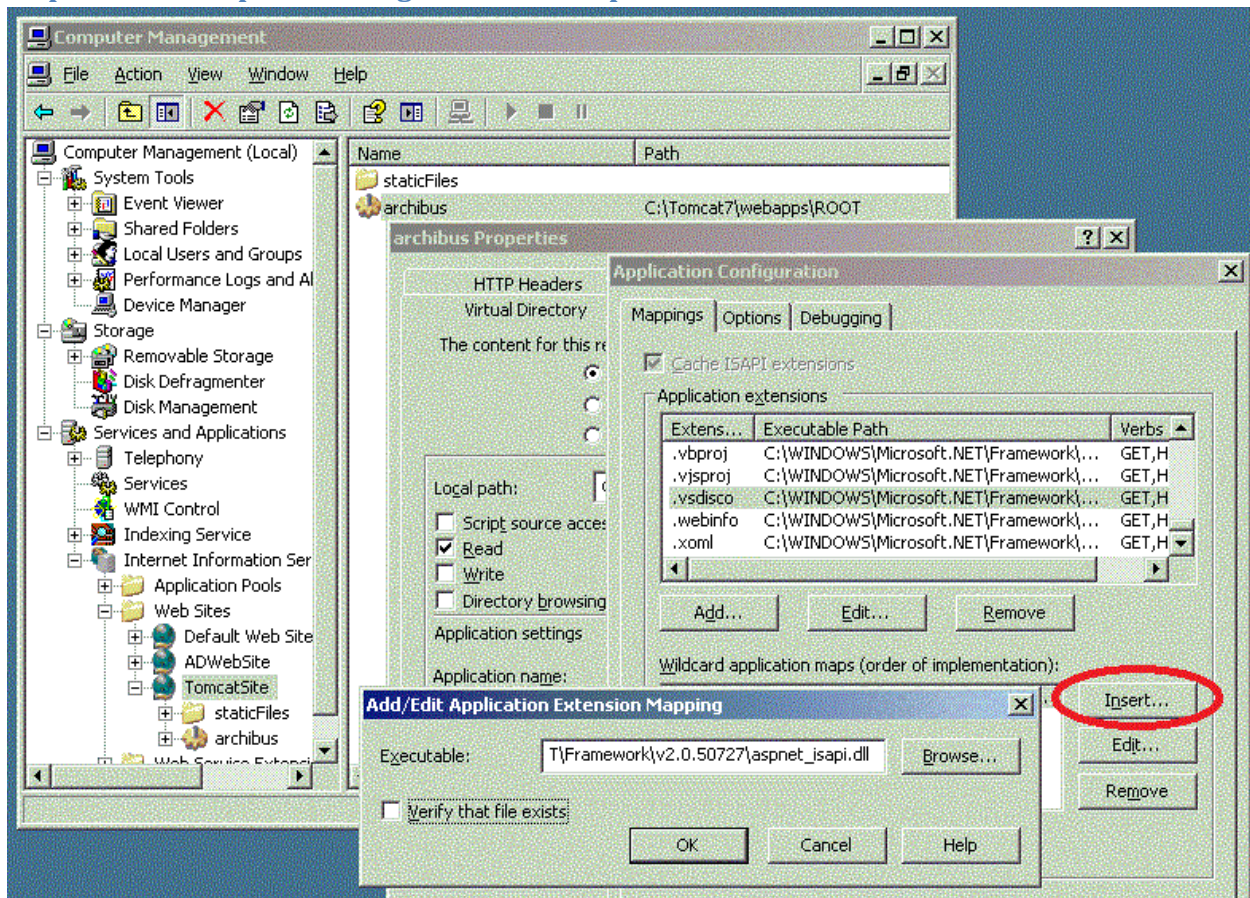 Computer Management
File Action View Window Help
Computer Management (Local)
System Tools
Event Viewer
Shared Folders
Local Users and Groups
Performance Logs and Al
Device Manager
Storage
Removable Storage
Disk Defragmenter
Disk Management
Services and Applications
Telephony
Services
WMI Control
Indexing Service
Internet Information Ser
Application Pools
Web Sites
Default Web Site
ADWebSite
TomcatSite
staticFiles
archibus
Web Service Extensi
Name Path
staticFiles
archibus C:\Tomcat7\webapps\ROOT
archibus Properties
HTTP Headers
Virtual Directory
The content for this re
Local path:
Script source acces
Read
Write
Directory browsing
Application settings
Application name:
Application Configuration
Mappings Options Debugging
Cache ISAPI extensions
Application extensions
Extens... Executable Path Verbs
.vbproj C:\WINDOWS\Microsoft.NET\Framework\... GET,H
.vjsproj C:\WINDOWS\Microsoft.NET\Framework\... GET,H
.vsdisco C:\WINDOWS\Microsoft.NET\Framework\... GET,H
.webinfo C:\WINDOWS\Microsoft.NET\Framework\... GET,H
.xoml C:\WINDOWS\Microsoft.NET\Framework\... GET,H
Add... Edit... Remove
Wildcard application maps (order of implementation):
Insert...
Edit...
Remove
Add/Edit Application Extension Mapping
Executable: T\Framework\v2.0.50727\aspnet_isapi.dll Browse...
Verify that file exists
OK Cancel Help